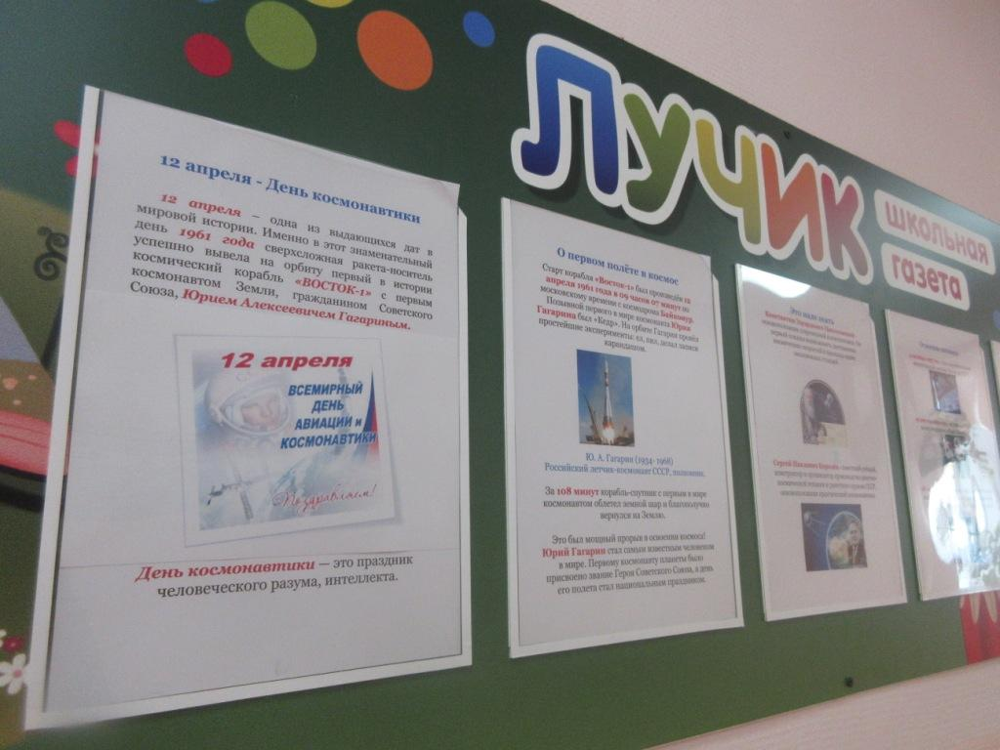 ЛУЧИК
школьная
газета
12 апреля - День космонавтики
12 апреля – одна из выдающихся дат в
мировой истории. Именно в этот знаменательный
день 1961 года сверхсложная ракета-носитель
успешно вывела на орбиту первый в истории
космический корабль «ВОСТОК-1» с первым
космонавтом Земли, гражданином Советского
Союза, Юрием Алексеевичем Гагариным.
12 апреля
ВСЕМИРНЫЙ
ДЕНЬ
АВИАЦИИ и
КОСМОНАВТИКИ
Поздравляем!
День космонавтики — это праздник
человеческого разума, интеллекта.
О первом полёте в космос
Старт корабля «Восток-1» был произведён 12
апреля 1961 года в 09 часов 07 минут по
московскому времени с космодрома Байконур.
Позывной первого в мире космонавта Юрия
Гагарина был «Кедр». На орбите Гагарин провёл
простейшие эксперименты: ел, пил, делал записи
карандашом.
Ю. А. Гагарин (1934- 1968)
Российский летчик-космонавт СССР, полковник.
За 108 минут корабль-спутник с первым в мире
космонавтом облетел земной шар и благополучно
вернулся на Землю.
Это был мощный прорыв в освоении космоса!
Юрий Гагарин стал самым известным человеком
в мире. Первому космонавту планеты было
присвоено звание Героя Советского Союза, а день
его полета стал национальным праздником.
Это надо знать
Сергей Павлович Королёв - советский учёный,